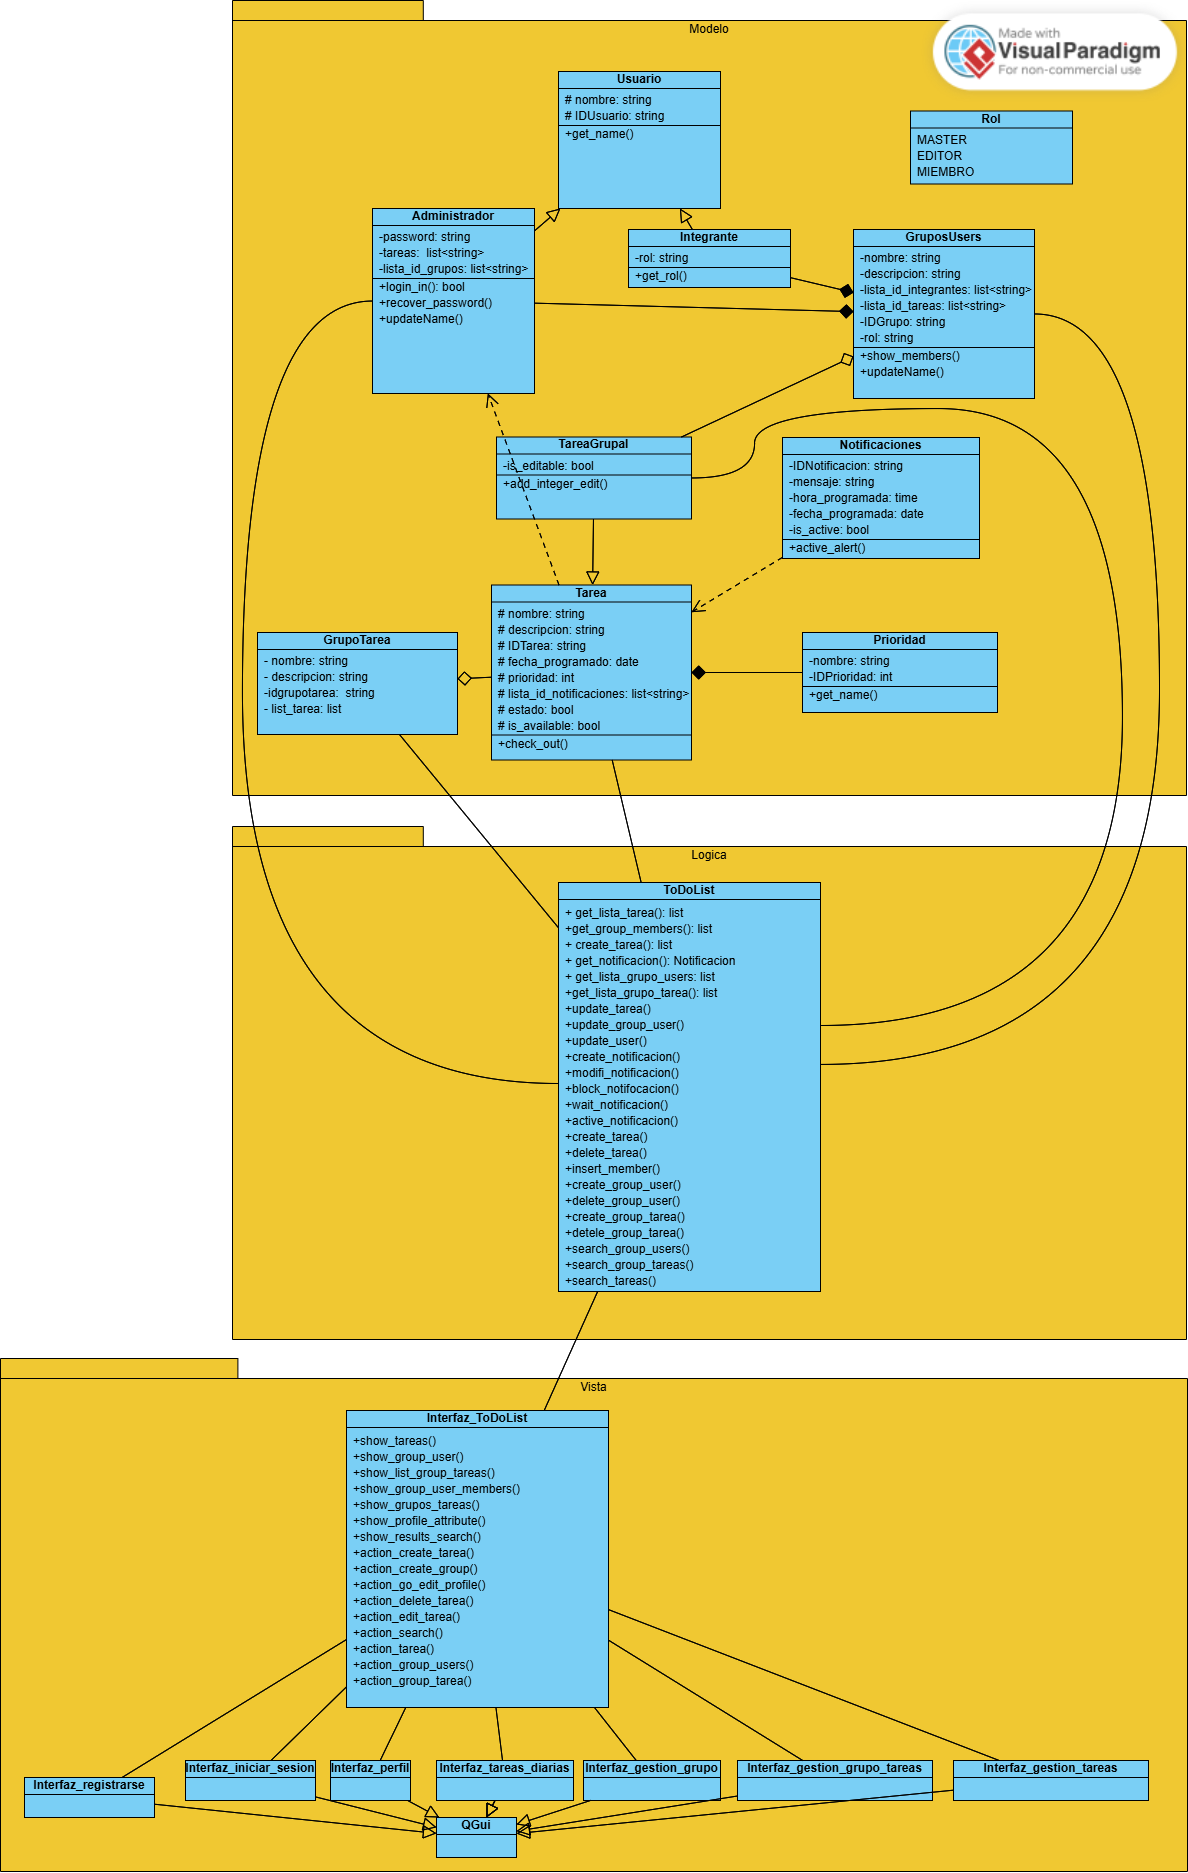 Modelo
Made with
VisualParadigm
For non-commercial use
Usuario
# nombre: string
# IDUsuario: string
+get_name()
Rol
MASTER
EDITOR
MIEMBRO
Administrador
-password: string
-tareas:  list<string>
-lista_id_grupos: list<string>
+login_in(): bool
+recover_password()
+updateName()
Integrante
-rol: string
+get_rol()
GruposUsers
-nombre: string
-descripcion: string
-lista_id_integrantes: list<string>
-lista_id_tareas: list<string>
-IDGrupo: string
-rol: string
+show_members()
+updateName()
TareaGrupal
-is_editable: bool
+add_integer_edit()
Notificaciones
-IDNotificacion: string
-mensaje: string
-hora_programada: time
-fecha_programada: date
-is_active: bool
+active_alert()
Tarea
# nombre: string
# descripcion: string
# IDTarea: string
# fecha_programado: date
# prioridad: int
# lista_id_notificaciones: list<string>
# estado: bool
# is_available: bool
+check_out()
GrupoTarea
- nombre: string
- descripcion: string
-idgrupotarea:  string
- list_tarea: list
Prioridad
-nombre: string
-IDPrioridad: int
+get_name()
Logica
ToDoList
+ get_lista_tarea(): list
+get_group_members(): list
+ create_tarea(): list
+ get_notificacion(): Notificacion
+ get_lista_grupo_users: list
+get_lista_grupo_tarea(): list
+update_tarea()
+update_group_user()
+update_user()
+create_notificacion()
+modifi_notificacion()
+block_notifocacion()
+wait_notificacion()
+active_notificacion()
+create_tarea()
+delete_tarea()
+insert_member()
+create_group_user()
+delete_group_user()
+create_group_tarea()
+detele_group_tarea()
+search_group_users()
+search_group_tareas()
+search_tareas()
Vista
Interfaz_ToDoList
+show_tareas()
+show_group_user()
+show_list_group_tareas()
+show_group_user_members()
+show_grupos_tareas()
+show_profile_attribute()
+show_results_search()
+action_create_tarea()
+action_create_group()
+action_go_edit_profile()
+action_delete_tarea()
+action_edit_tarea()
+action_search()
+action_tarea()
+action_group_users()
+action_group_tarea()
Interfaz_registrarse
Interfaz_iniciar_sesion
Interfaz_perfil
Interfaz_tareas_diarias
Interfaz_gestion_grupo
Interfaz_gestion_grupo_tareas
Interfaz_gestion_tareas
QGui